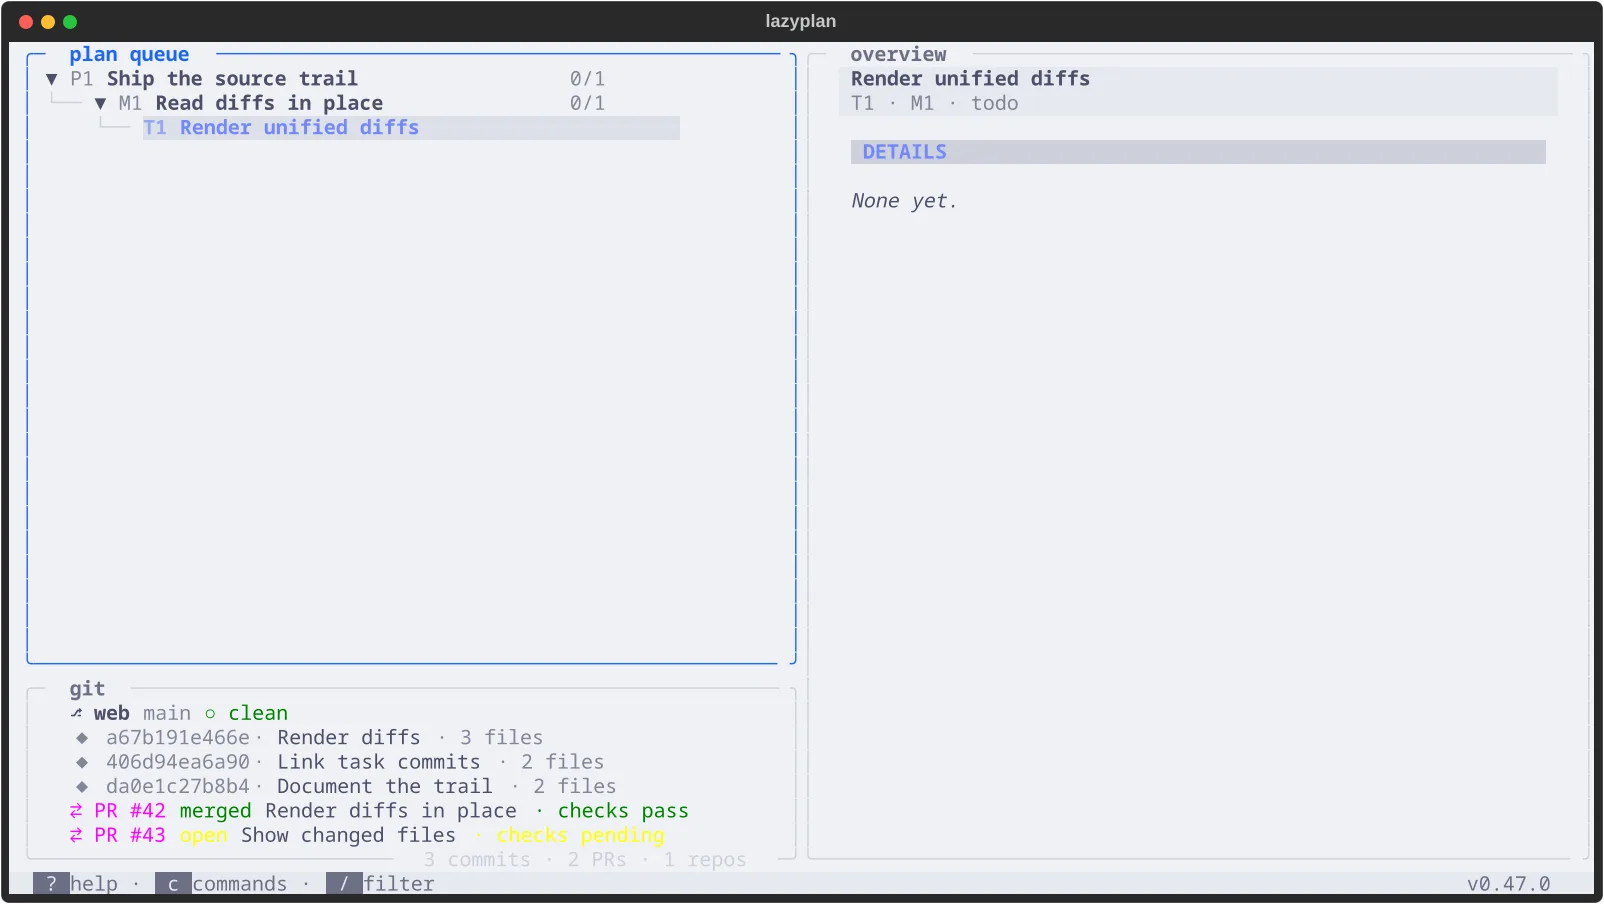 lazyplan
plan queue
▼ P1 Ship the source trail 0/1
▼ M1 Read diffs in place 0/1
T1 Render unified diffs
git
⎇ web main ○ clean
◆ a67b191e466e · Render diffs · 3 files
◆ 406d94ea6a90 · Link task commits · 2 files
◆ da0e1c27b8b4 · Document the trail · 2 files
⇄ PR #42 merged Render diffs in place · checks pass
⇄ PR #43 open Show changed files · checks pending
3 commits · 2 PRs · 1 repos
overview
Render unified diffs
T1 · M1 · todo
DETAILS
None yet.
? help · c commands · / filter
v0.47.0